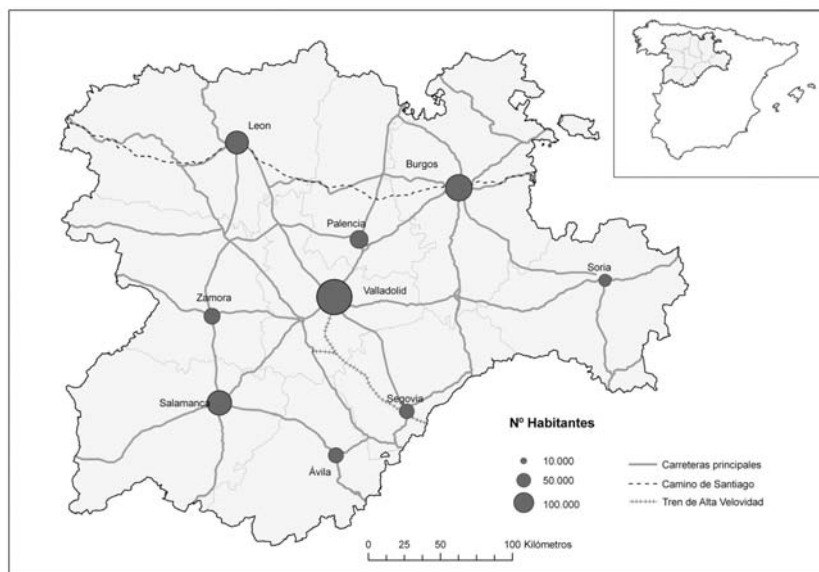 Leon
Burgos
Palencia
Soria
Valladolid
Zamora
Salamanca
Segovia
Ávila
Nº Habitantes
10.000
50.000
100.000
Carreteras principales
Camino de Santiago
Tren de Alta Velovidad
0 25 50 100 Kilómetros